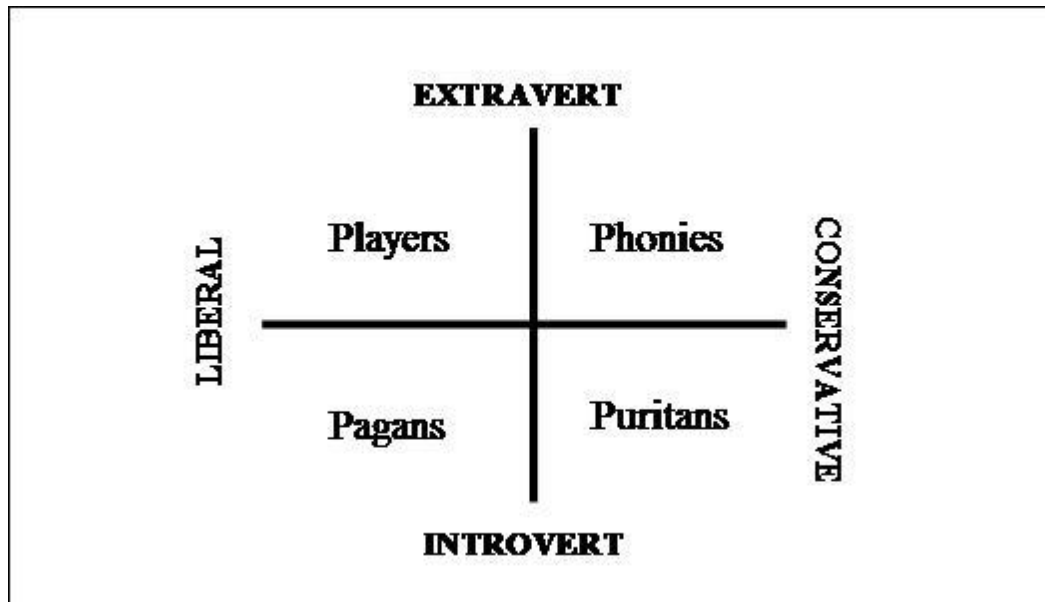 EXTRAVERT
Players
Phonies
LIBERAL
CONSERVATIVE
Pagans
Puritans
INTROVERT